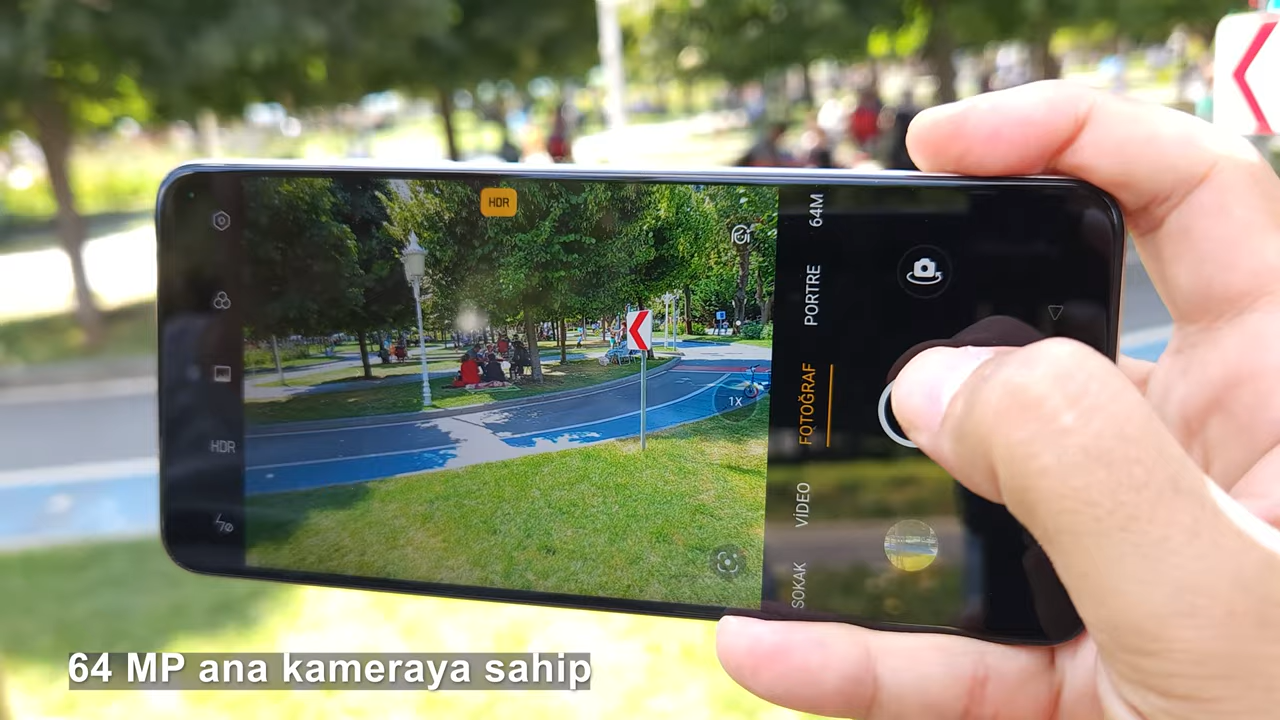 HDR
64M
PORTRE
FOTOĞRAF
VİDEO
SOKAK
HDR
1X
64 MP ana kameraya sahip